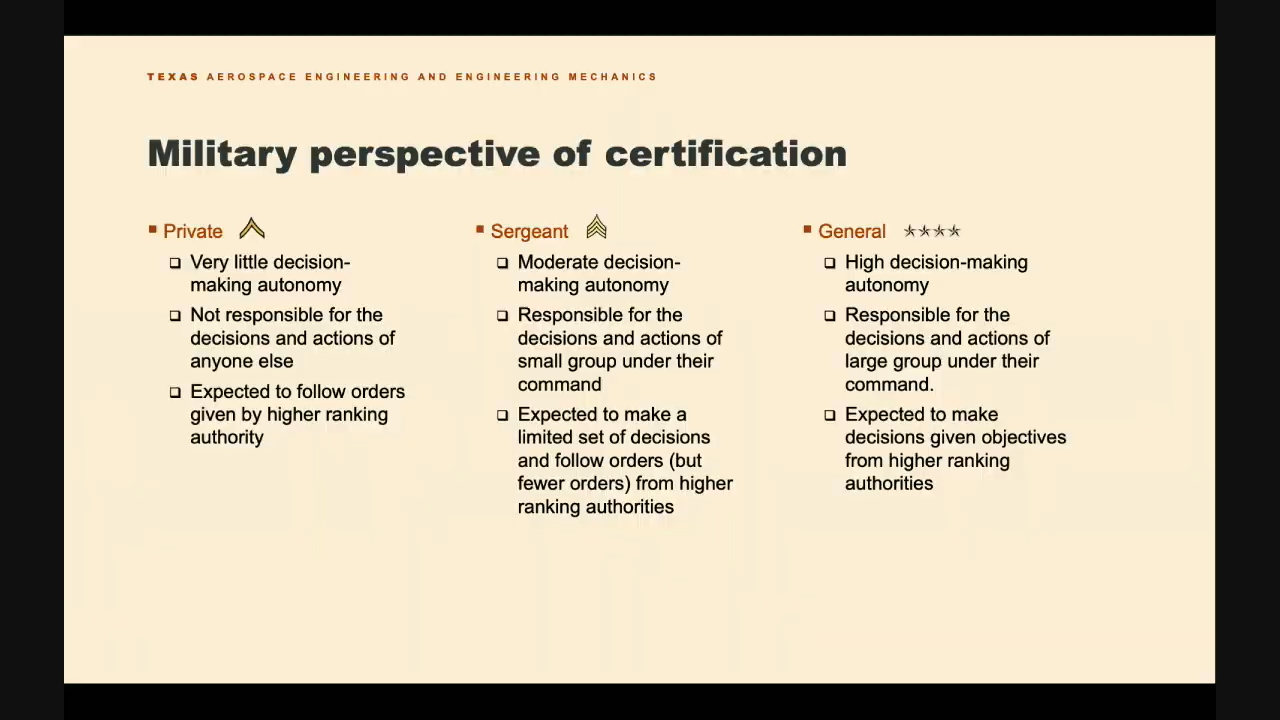 TEXAS AEROSPACE ENGINEERING AND ENGINEERING MECHANICS
Military perspective of certification
Private
Very little decision-
making autonomy
Not responsible for the
decisions and actions of
anyone else
Expected to follow orders
given by higher ranking
authority
Sergeant
Moderate decision-
making autonomy
Responsible for the
decisions and actions of
small group under their
command
Expected to make a
limited set of decisions
and follow orders (but
fewer orders) from higher
ranking authorities
General
High decision-making
autonomy
Responsible for the
decisions and actions of
large group under their
command.
Expected to make
decisions given objectives
from higher ranking
authorities